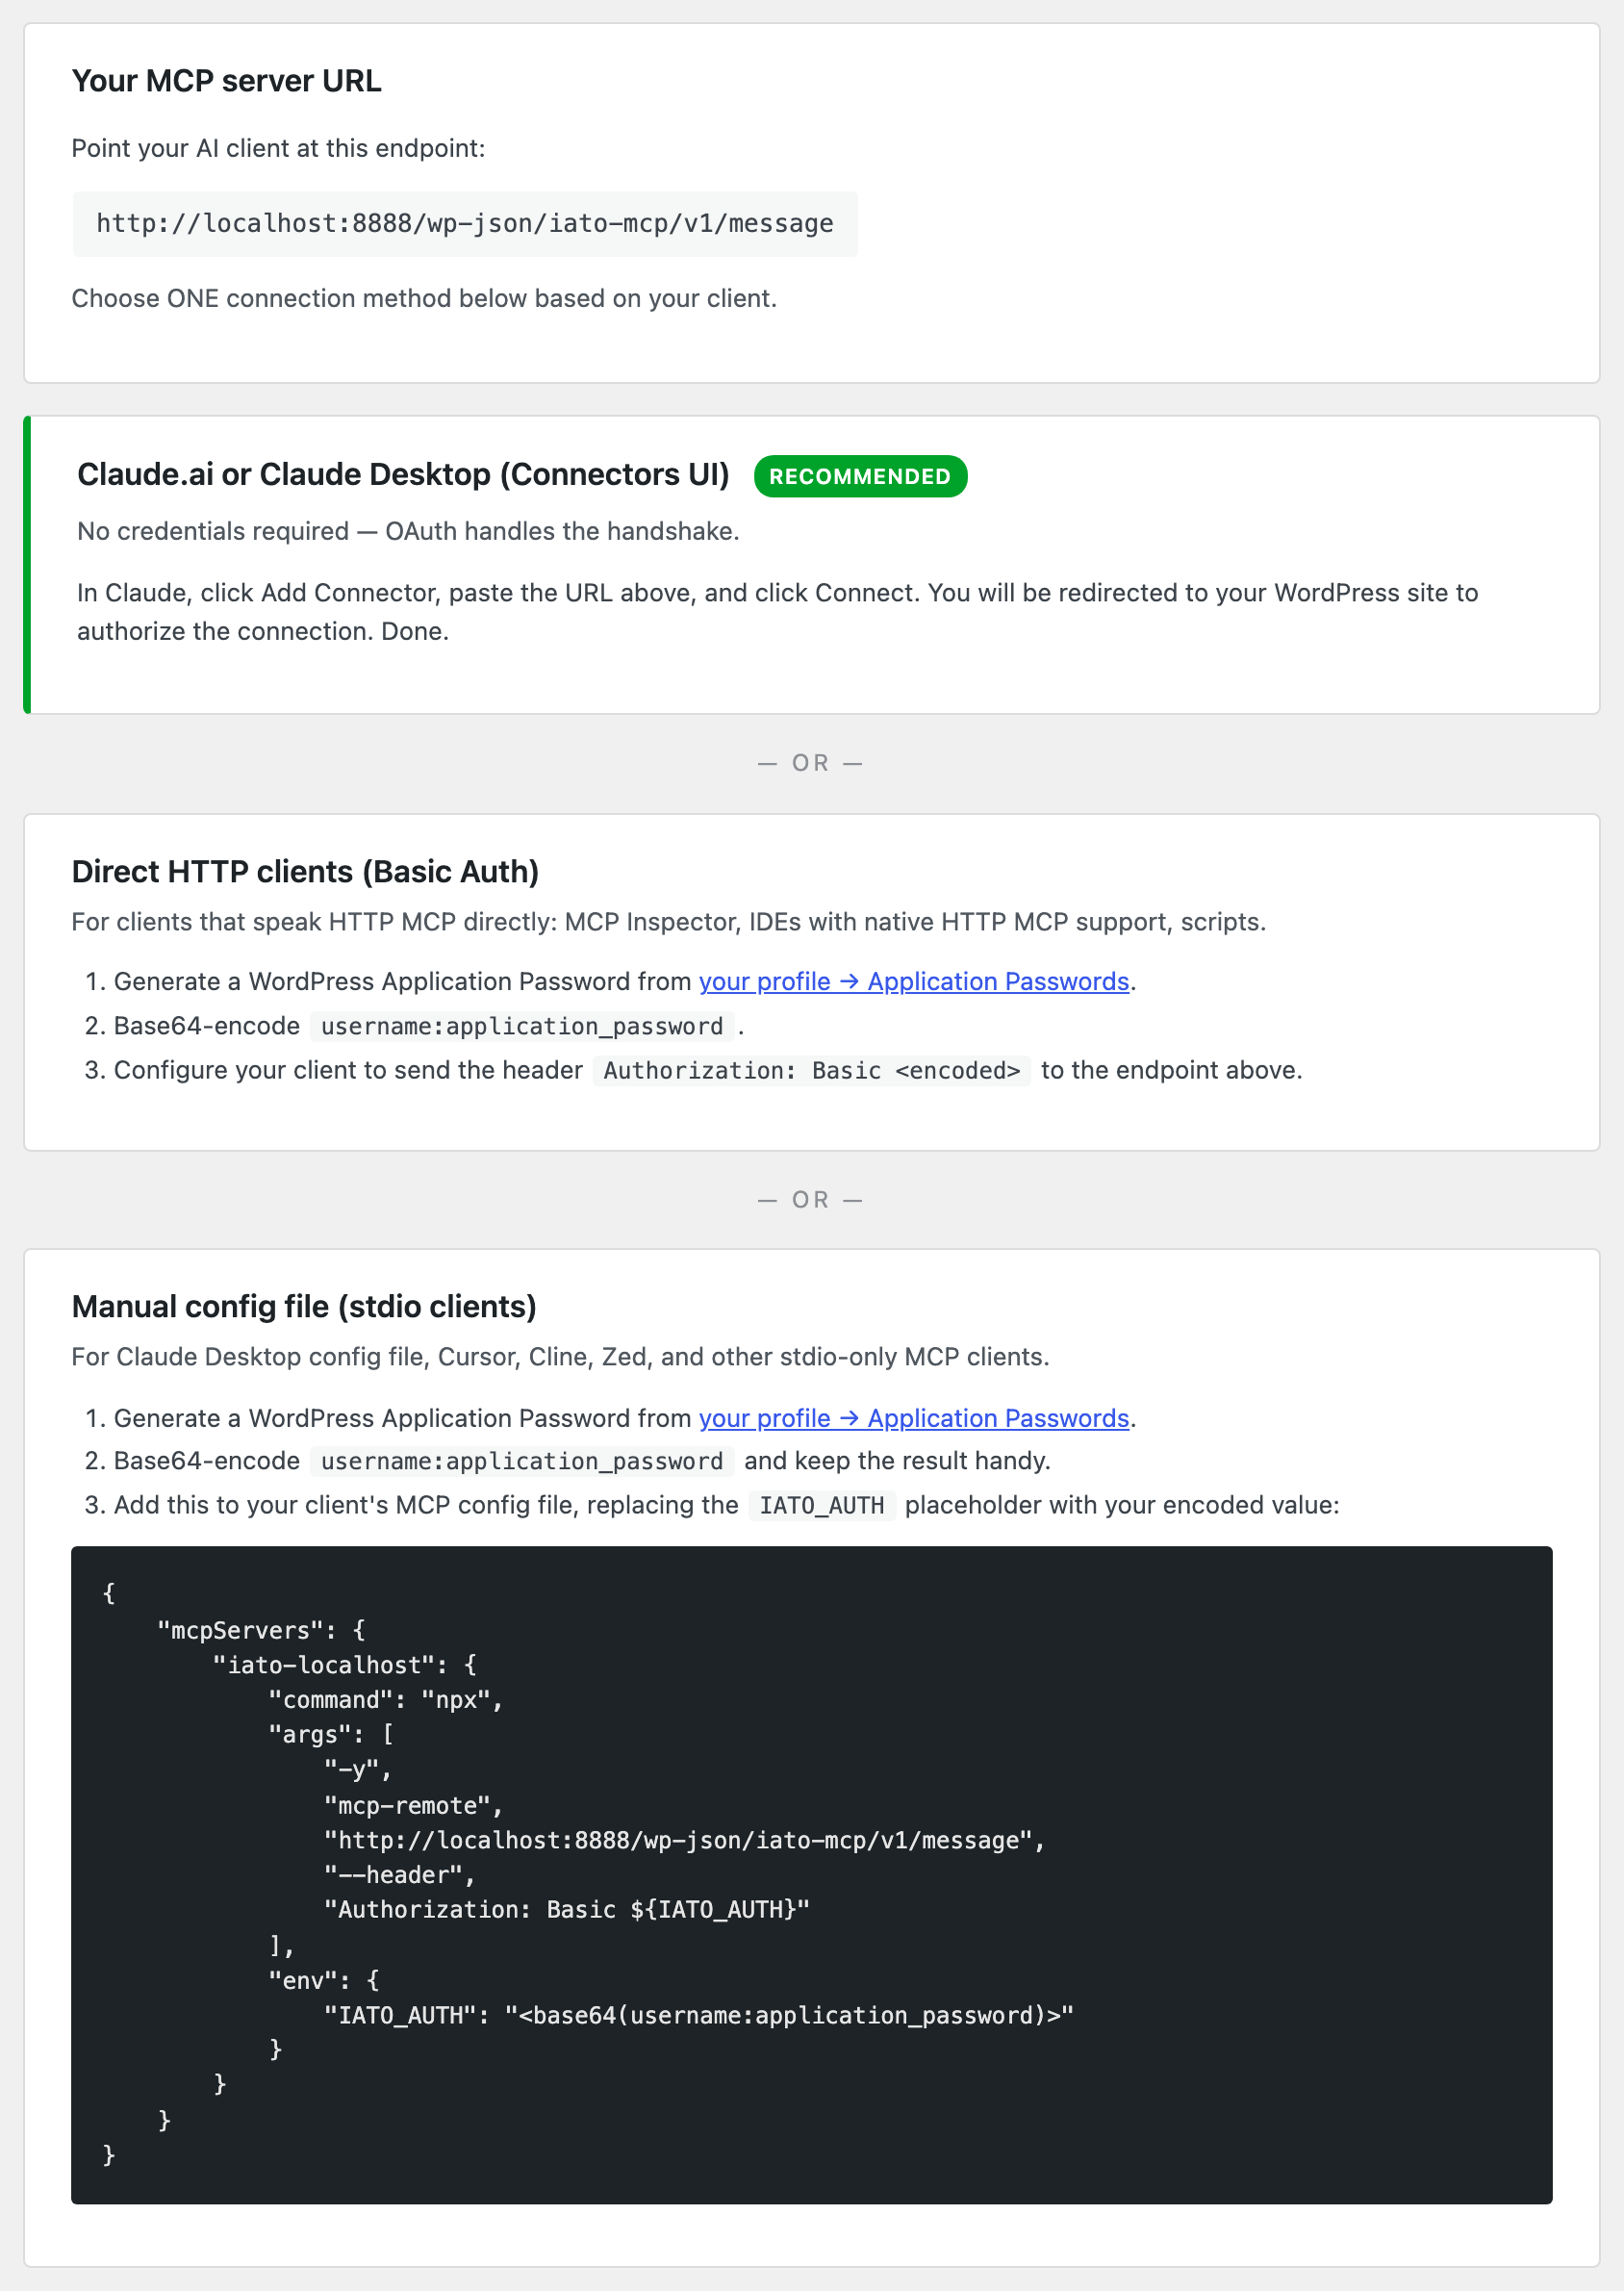 Your MCP server URL
Point your AI client at this endpoint:
http://localhost:8888/wp-json/iato-mcp/v1/message
Choose ONE connection method below based on your client.
Claude.ai or Claude Desktop (Connectors UI) RECOMMENDED
No credentials required — OAuth handles the handshake.
In Claude, click Add Connector, paste the URL above, and click Connect. You will be redirected to your WordPress site to
authorize the connection. Done.
— OR —
Direct HTTP clients (Basic Auth)
For clients that speak HTTP MCP directly: MCP Inspector, IDEs with native HTTP MCP support, scripts.
1. Generate a WordPress Application Password from your profile → Application Passwords.
2. Base64-encode username:application_password .
3. Configure your client to send the header Authorization: Basic <encoded> to the endpoint above.
— OR —
Manual config file (stdio clients)
For Claude Desktop config file, Cursor, Cline, Zed, and other stdio-only MCP clients.
1. Generate a WordPress Application Password from your profile → Application Passwords.
2. Base64-encode username:application_password and keep the result handy.
3. Add this to your client's MCP config file, replacing the IATO_AUTH placeholder with your encoded value:
{
    "mcpServers": {
        "iato-localhost": {
            "command": "npx",
            "args": [
                "-y",
                "mcp-remote",
                "http://localhost:8888/wp-json/iato-mcp/v1/message",
                "--header",
                "Authorization: Basic ${IATO_AUTH}"
            ],
            "env": {
                "IATO_AUTH": "<base64(username:application_password)>"
            }
        }
    }
}